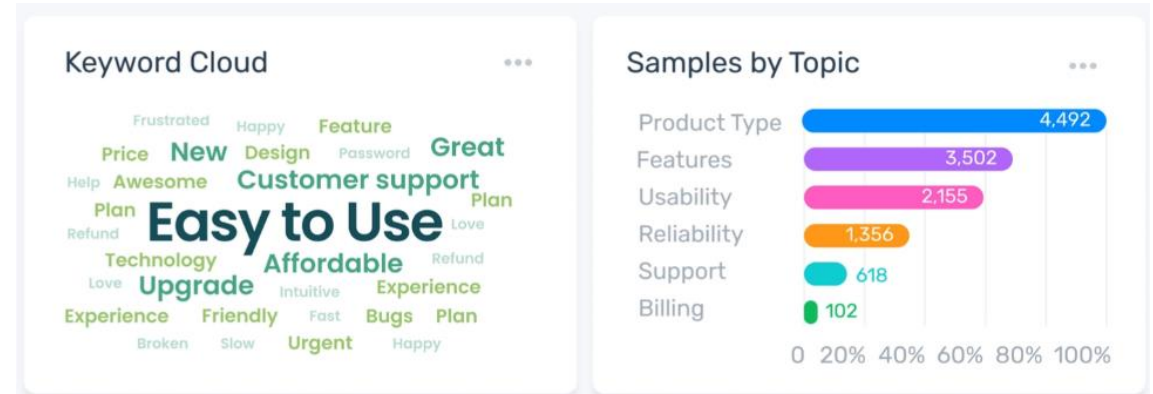 Keyword Cloud
Frustrated Happy Feature
Price New Design Password Great
Help Awesome Customer support
Plan Easy to Use Plan
Refund Love
Technology Affordable Refund
Love Upgrade Intuitive Experience
Experience Friendly Fast Bugs Plan
Broken Slow Urgent Happy
Samples by Topic
Product Type 4,492
Features 3,502
Usability 2,155
Reliability 1,356
Support 618
Billing 102
0 20% 40% 60% 80% 100%